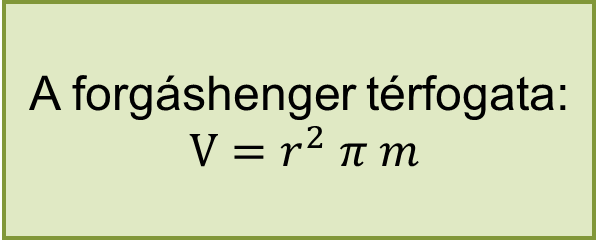 A forgáshenger térfogata:
V = r² π m